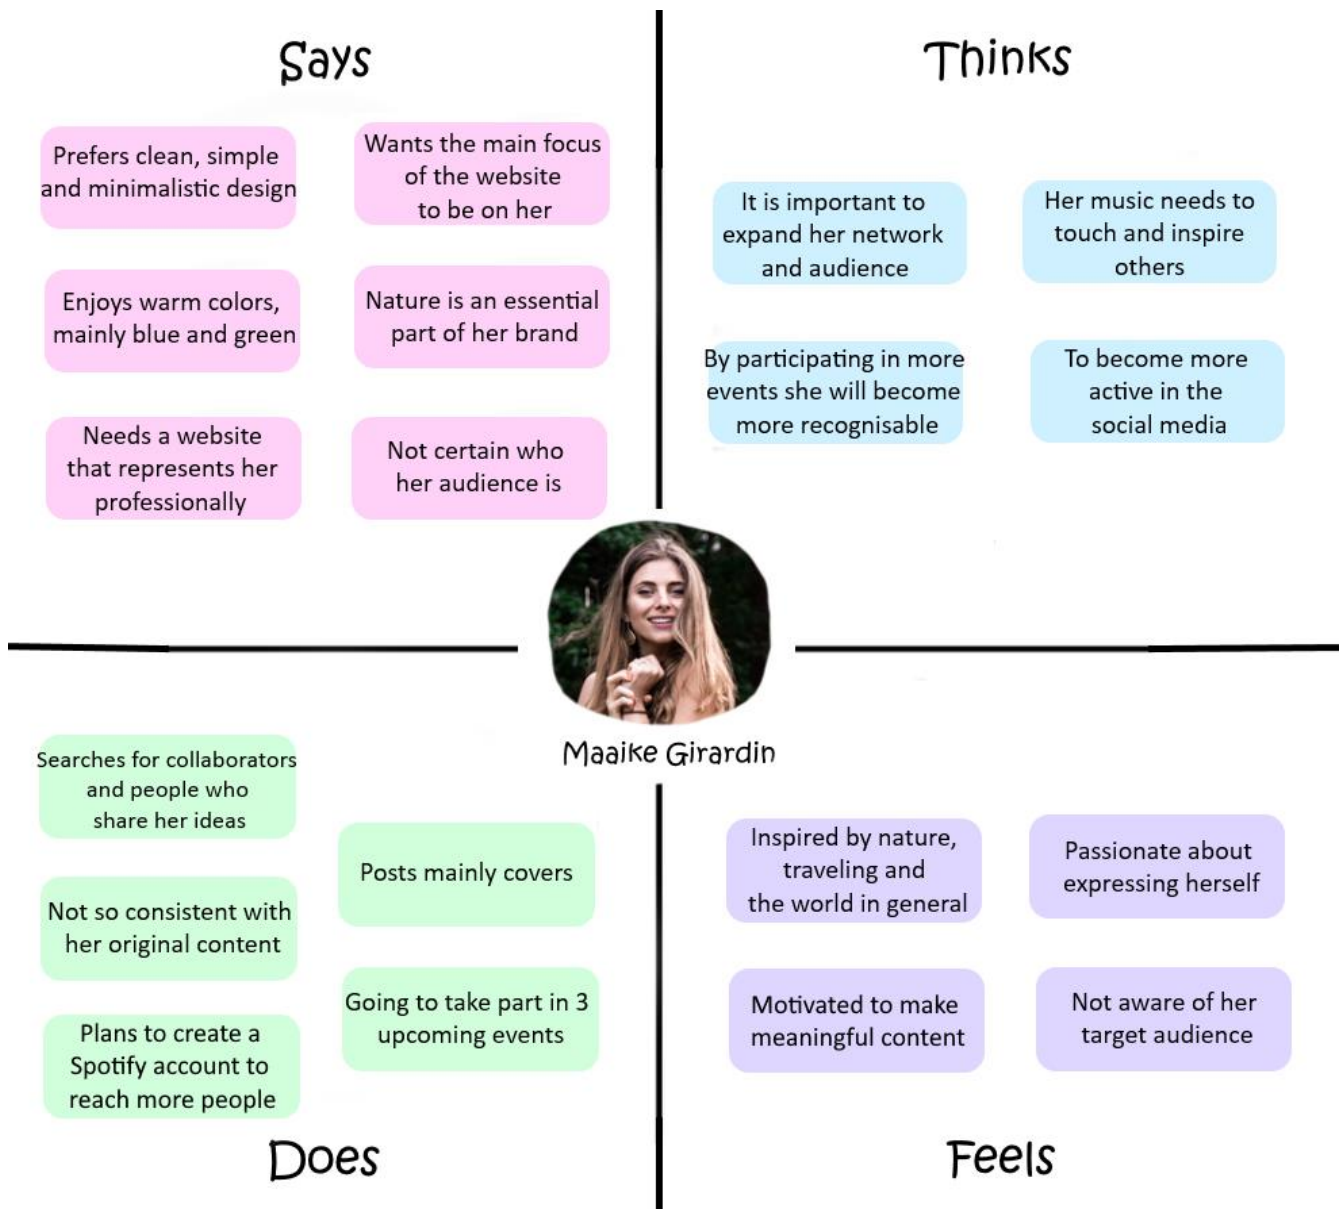 Says
Prefers clean, simple
and minimalistic design
Wants the main focus
of the website
to be on her
Enjoys warm colors,
mainly blue and green
Nature is an essential
part of her brand
Needs a website
that represents her
professionally
Not certain who
her audience is
Thinks
It is important to
expand her network
and audience
Her music needs to
touch and inspire
others
By participating in more
events she will become
more recognisable
To become more
active in the
social media
Maaike Girardin
Searches for collaborators
and people who
share her ideas
Posts mainly covers
Not so consistent with
her original content
Going to take part in 3
upcoming events
Plans to create a
Spotify account to
reach more people
Does
Inspired by nature,
traveling and
the world in general
Passionate about
expressing herself
Motivated to make
meaningful content
Not aware of her
target audience
Feels